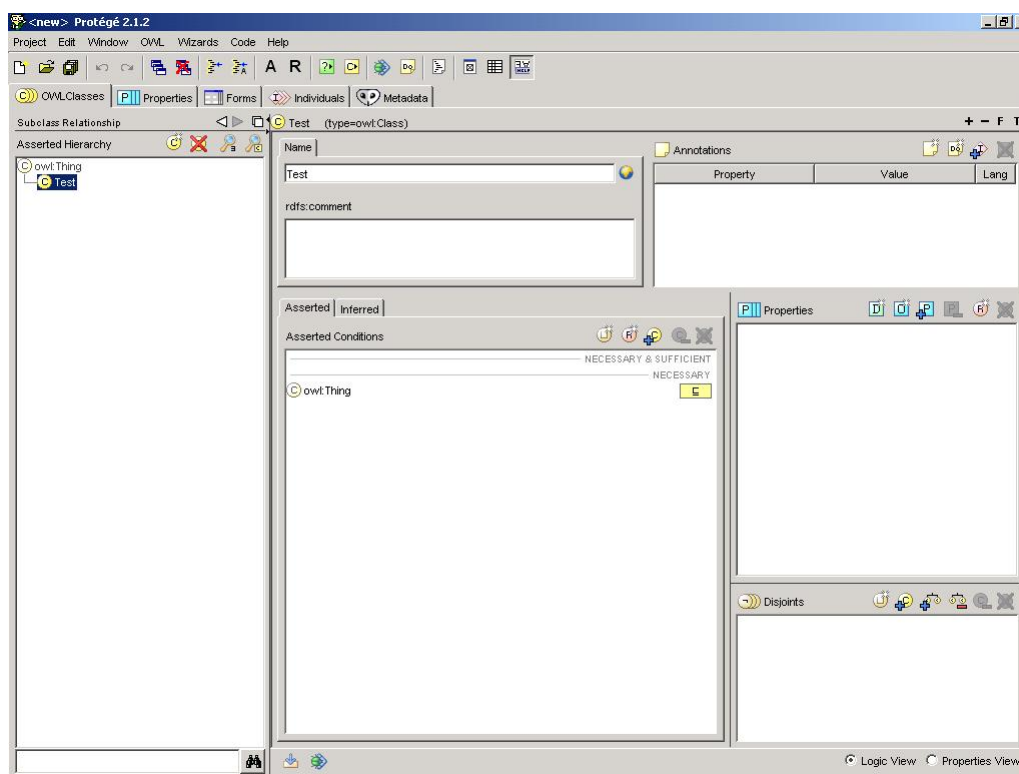 <new> Protégé 2.1.2
Project Edit Window OWL Wizards Code Help
OWLClasses Properties Forms Individuals Metadata
Subclass Relationship
Test (type=owl:Class)
+ - F T
Asserted Hierarchy
owl:Thing
Test
Name
Test
rdfs:comment
Annotations
Property Value Lang
Asserted Inferred
Asserted Conditions
NECESSARY & SUFFICIENT
NECESSARY
owl:Thing
Properties
Disjoints
Logic View Properties View